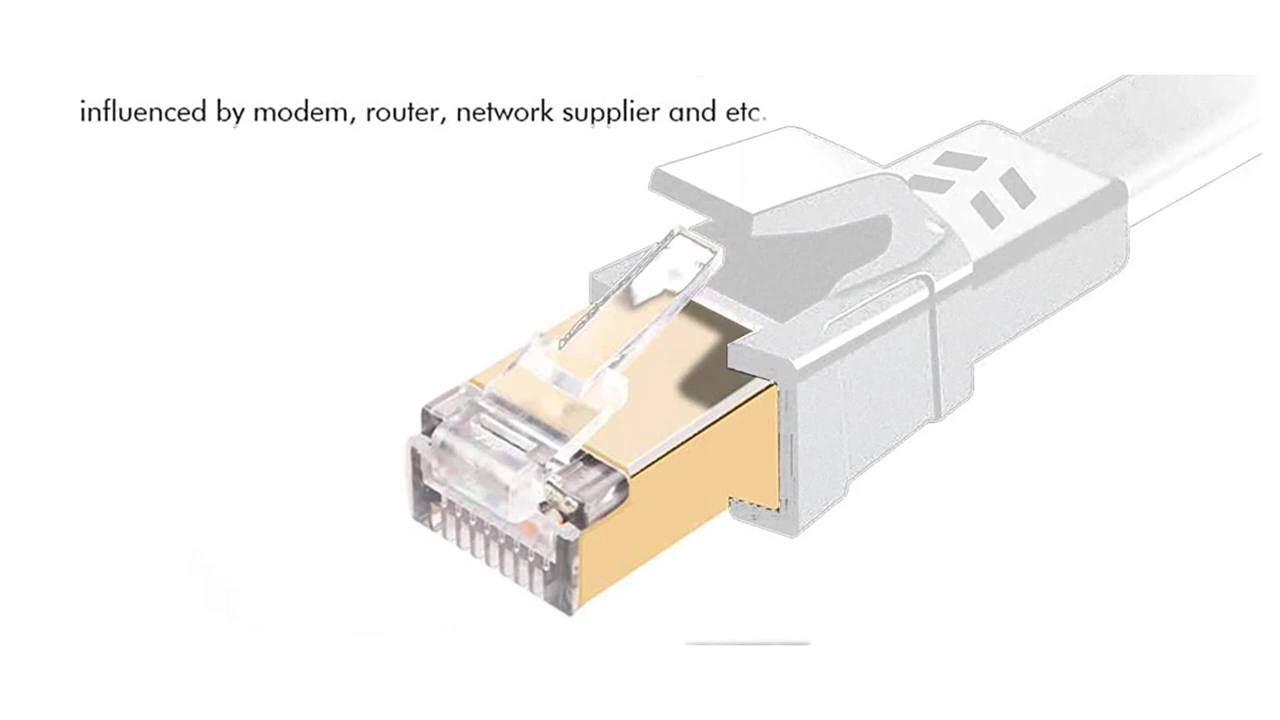 influenced by modem, router, network supplier and etc.